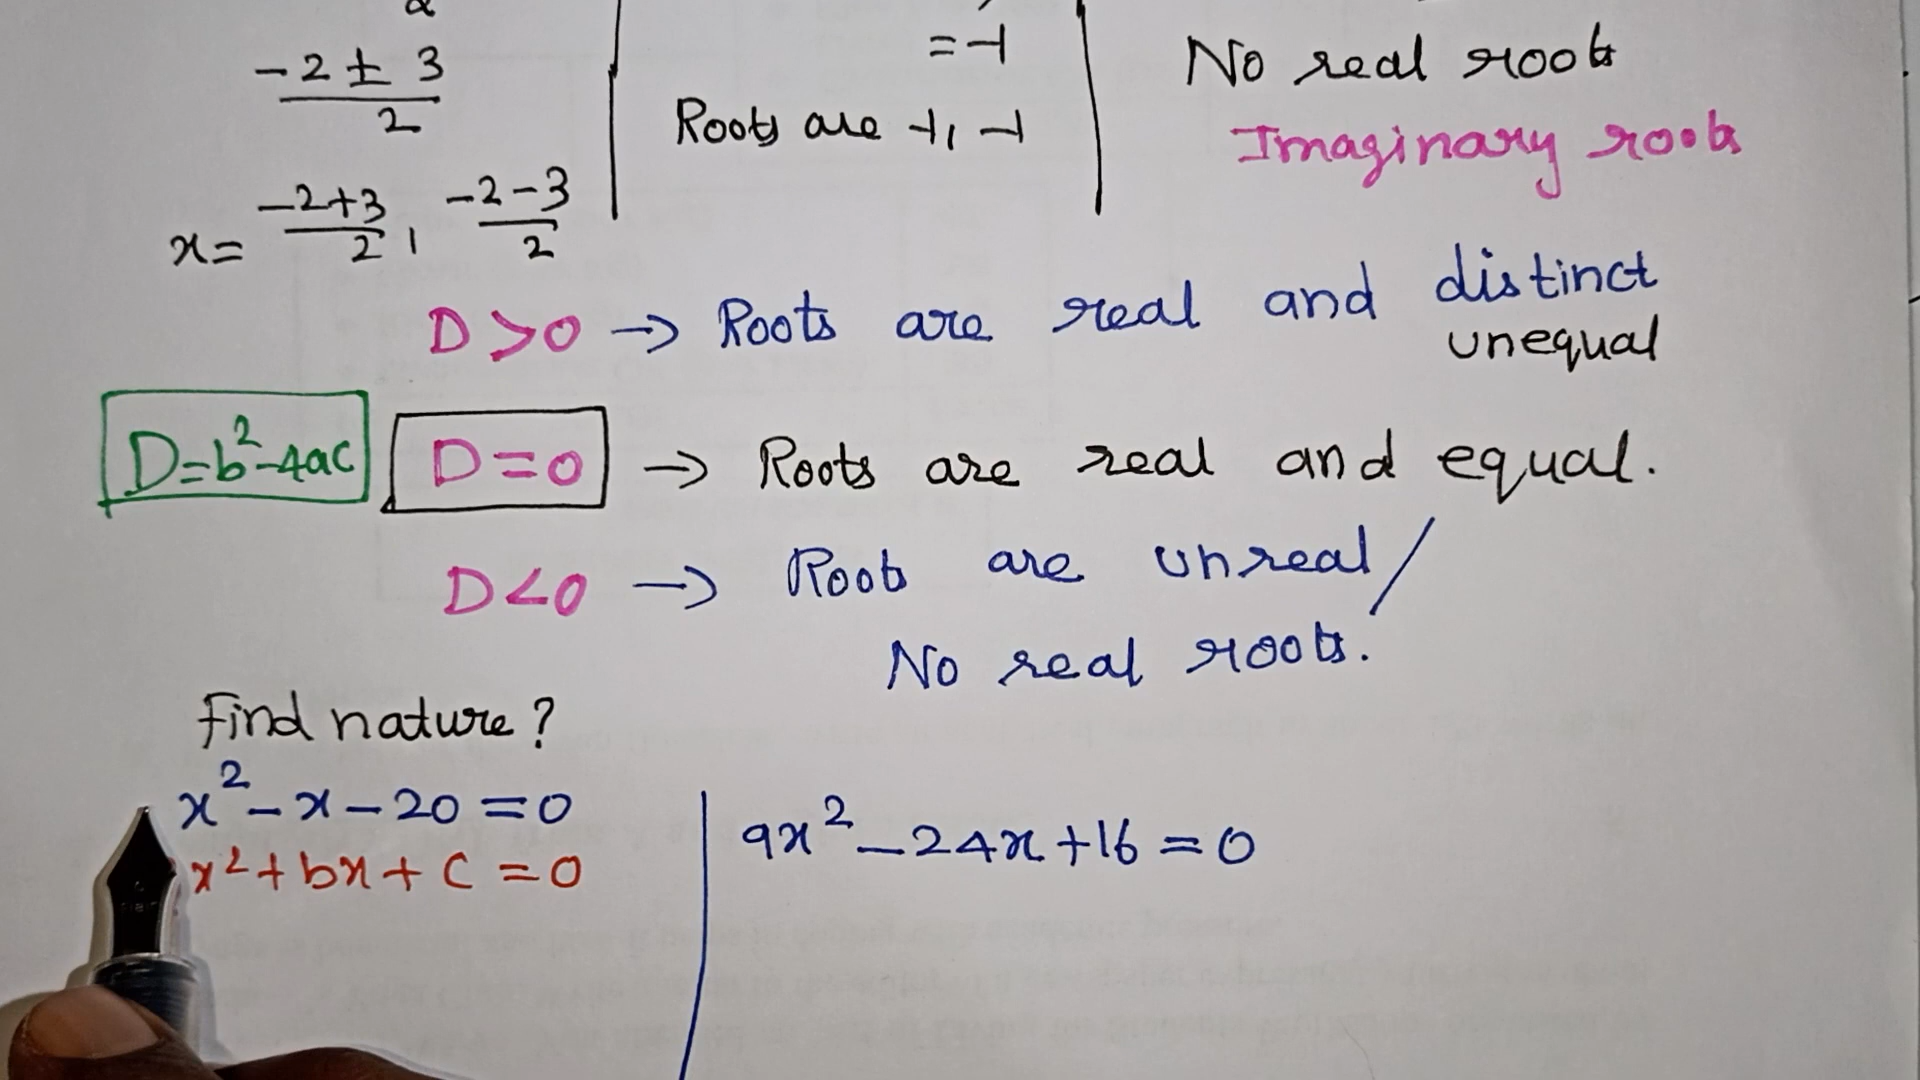 -2 ± 3
2
x = -2+3 / 2 , -2-3 / 2
= -1
Roots are -1, -1
No real roots
Imaginary roots
D > 0 → Roots are real and distinct
unequal
D = b² - 4ac
D = 0 → Roots are real and equal.
D < 0 → Roots are unreal /
No real roots.
Find nature?
x² - x - 20 = 0
x² + bx + c = 0
9x² - 24x + 16 = 0